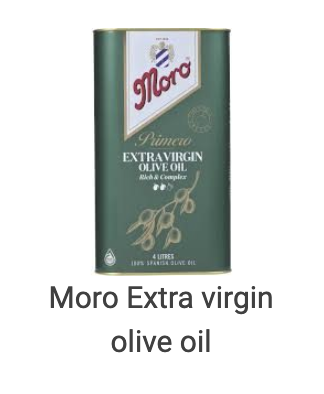 Moro
Primero
EXTRA VIRGIN
OLIVE OIL
Rich & Complex
4 LITRES
100% SPANISH OLIVE OIL
Moro Extra virgin
olive oil